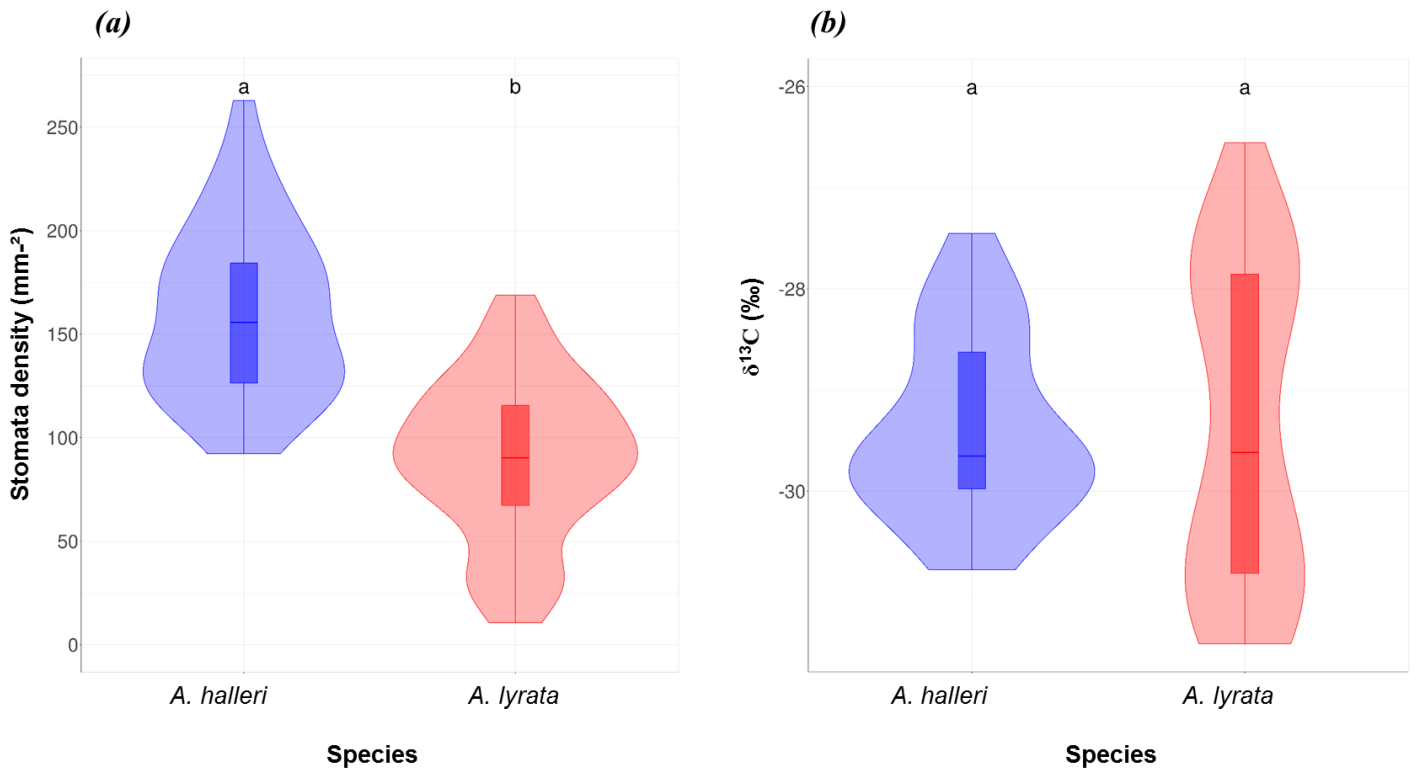 (a)
a
b
250
200
150
100
50
0
Stomata density (mm-²)
A. halleri
A. lyrata
Species
(b)
a
a
-26
-28
-30
δ¹³C (‰)
A. halleri
A. lyrata
Species